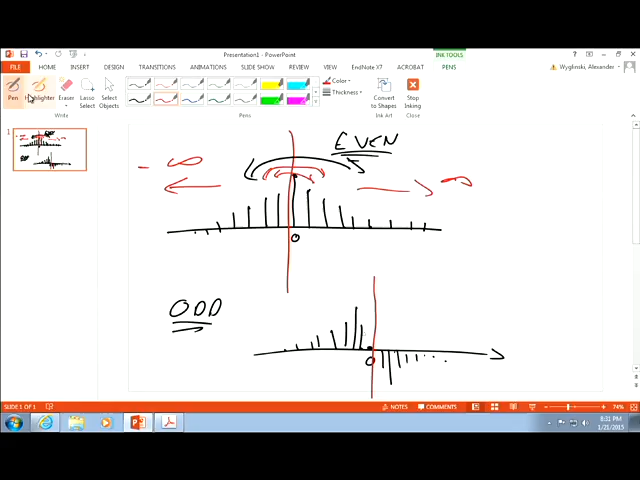 Presentation1 - PowerPoint
INK TOOLS
FILE HOME INSERT DESIGN TRANSITIONS ANIMATIONS SLIDE SHOW REVIEW VIEW EndNote X7 ACROBAT PENS
Wyglinski, Alexander
Pen Highlighter Eraser Lasso Select Select Objects
Color
Thickness
Convert to Shapes
Stop Inking
Write
Pens
Ink Art
Close
1
EVEN
- ∞
∞
0
ODD
0
SLIDE 1 OF 1
NOTES COMMENTS
74%
8:31 PM
1/21/2015